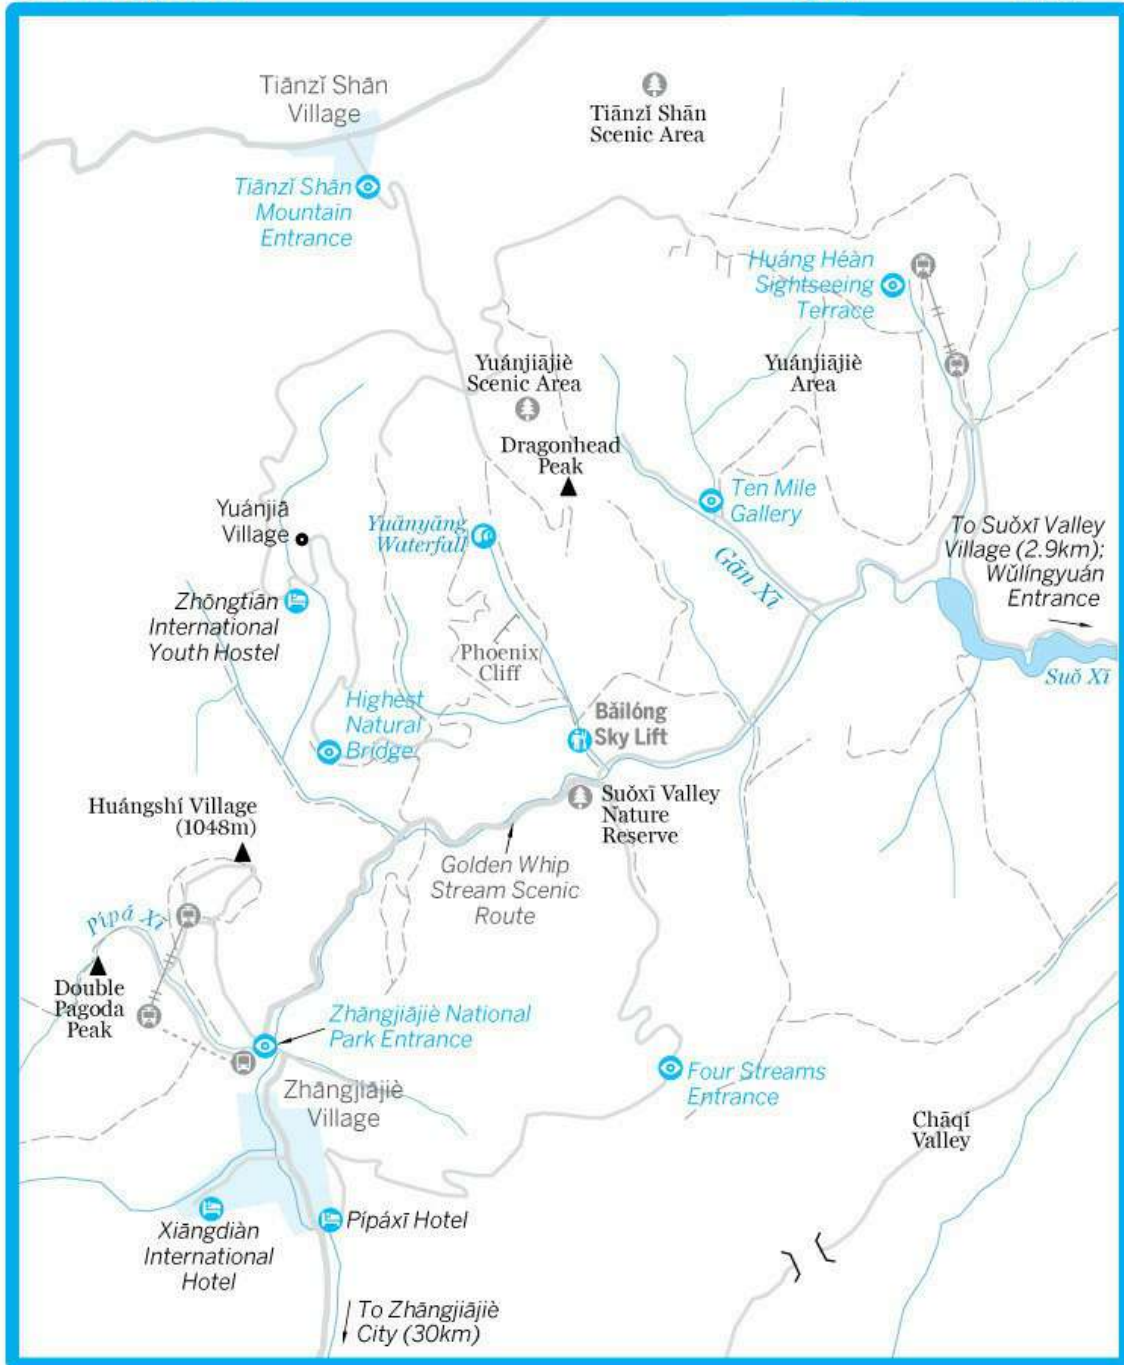 Tiānzǐ Shān
Village
Tiānzǐ Shān
Scenic Area
Tiānzǐ Shān
Mountain
Entrance
Huáng Héàn
Sightseeing
Terrace
Yuánjiājiè
Scenic Area
Yuánjiājiè
Area
Dragonhead
Peak
Ten Mile
Gallery
Yuánjiā
Village
Yuānyāng
Waterfall
To Suǒxī Valley
Village (2.9km);
Wǔlíngyuán
Entrance
Gān Xī
Zhōngtiān
International
Youth Hostel
Phoenix
Cliff
Suǒ Xī
Highest
Natural
Bridge
Bǎilóng
Sky Lift
Huángshí Village
(1048m)
Suǒxī Valley
Nature
Reserve
Golden Whip
Stream Scenic
Route
Pípá Xī
Double
Pagoda
Peak
Zhāngjiājiè National
Park Entrance
Four Streams
Entrance
Zhāngjiājiè
Village
Chāqí
Valley
Xiāngdiàn
International
Hotel
Pípáxī Hotel
To Zhāngjiājiè
City (30km)